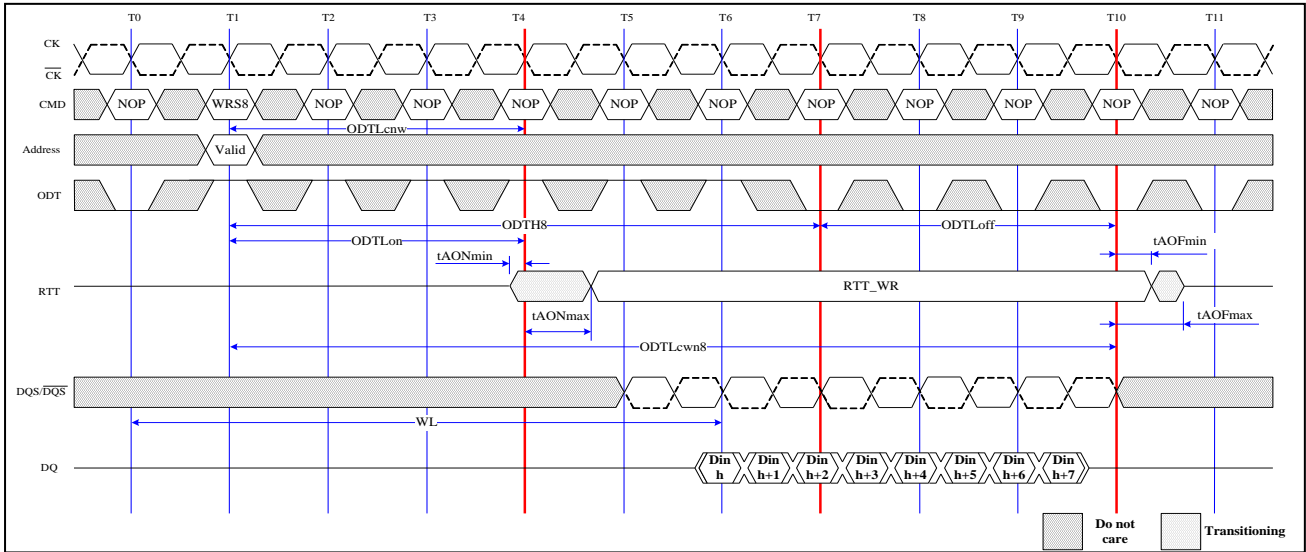 T0 T1 T2 T3 T4 T5 T6 T7 T8 T9 T10 T11
CK
CK
CMD NOP WRS8 NOP NOP NOP NOP NOP NOP NOP NOP NOP NOP
ODTLcnw
Address Valid
ODT
ODTH8 ODTLoff
ODTLon
tAONmin tAOFmin
RTT RTT_WR
tAONmax tAOFmax
ODTLcwn8
DQS/DQS
WL
DQ Din h Din h+1 Din h+2 Din h+3 Din h+4 Din h+5 Din h+6 Din h+7
Do not care Transitioning